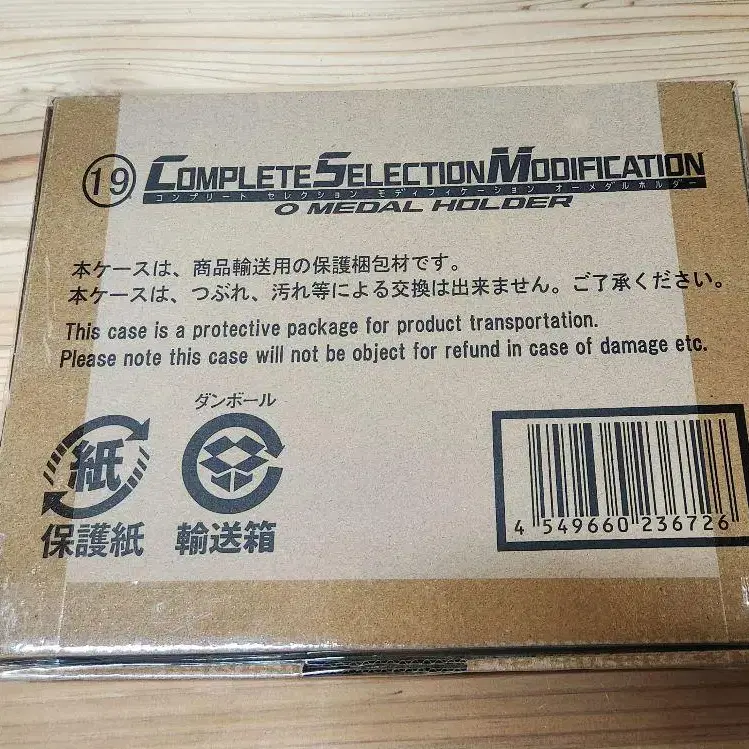 19 COMPLETE SELECTION MODIFICATION
コンプリート セレクション モディフィケーション オーメダルホルダー
O MEDAL HOLDER
本ケースは、商品輸送用の保護梱包材です。
本ケースは、つぶれ、汚れ等による交換は出来ません。ご了承ください。
This case is a protective package for product transportation.
Please note this case will not be object for refund in case of damage etc.
紙
保護紙
ダンボール
輸送箱
4 549660 236726